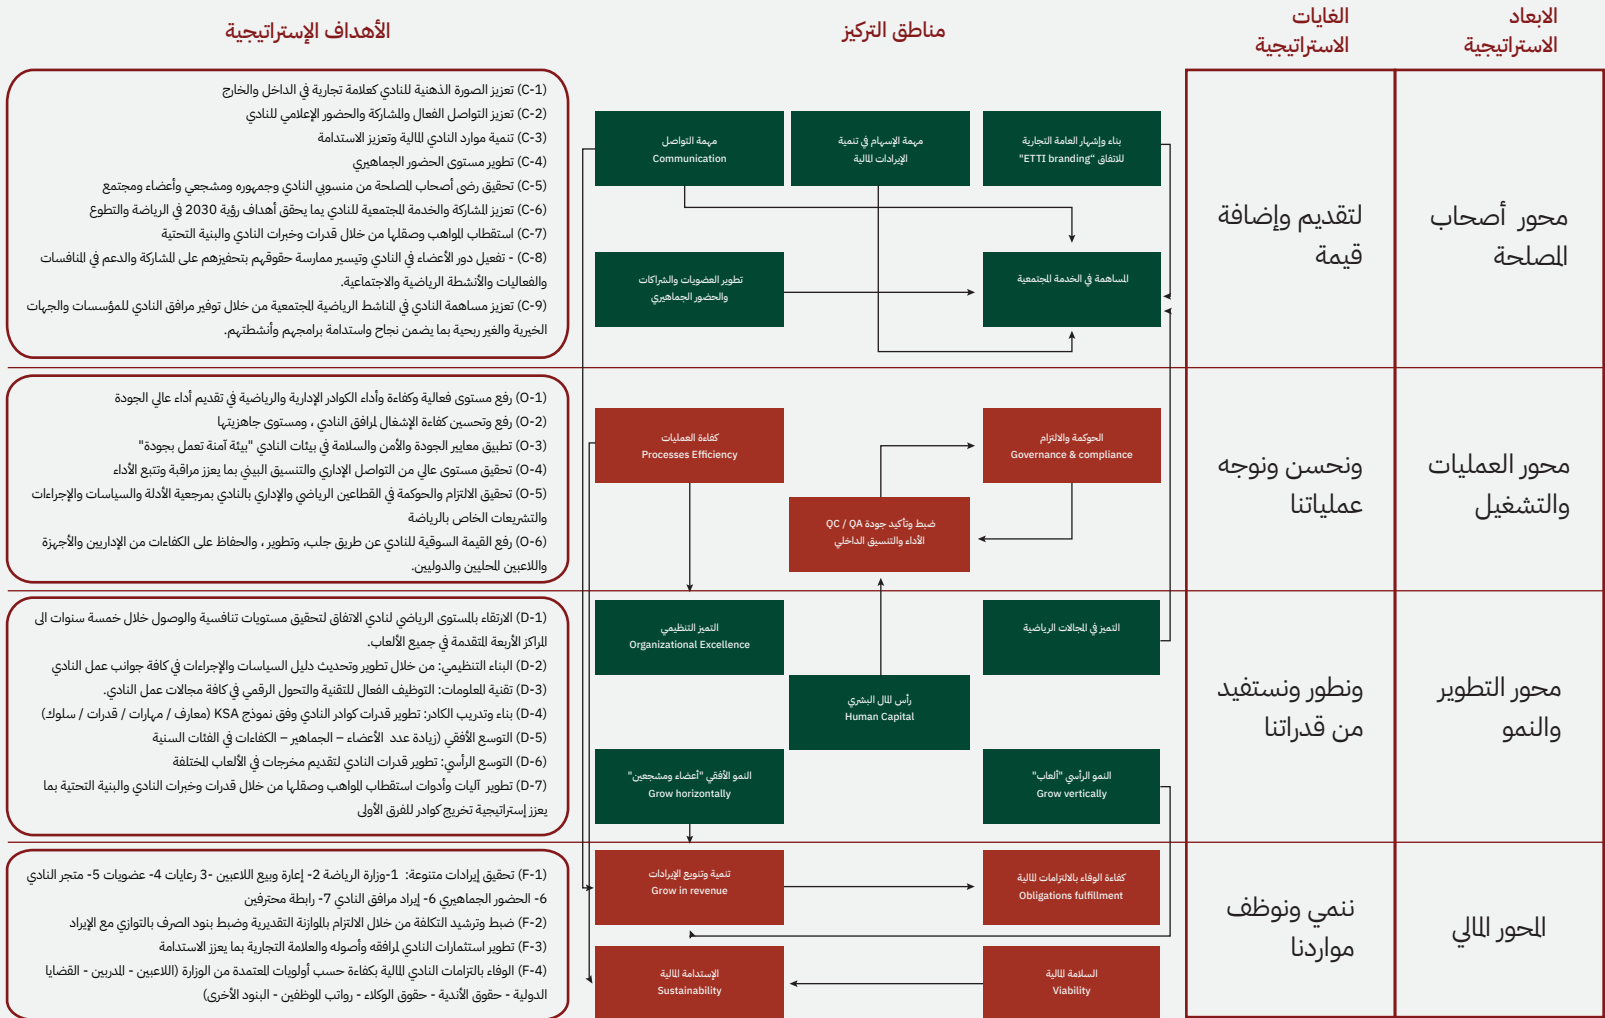 الابعاد
الاستراتيجية
الغايات
الاستراتيجية
مناطق التركيز
الأهداف الإستراتيجية
محور أصحاب
المصلحة
لتقديم وإضافة
قيمة
بناء وإشهار العامة التجارية
للاتفاق "ETTI branding"
مهمة الإسهام في تنمية
الإيرادات المالية
مهمة التواصل
Communication
المساهمة في الخدمة المجتمعية
تطوير العضويات والشراكات
والحضور الجماهيري
(C-1) تعزيز الصورة الذهنية للنادي كعلامة تجارية في الداخل والخارج
(C-2) تعزيز التواصل الفعال والمشاركة والحضور الإعلامي للنادي
(C-3) تنمية موارد النادي المالية وتعزيز الاستدامة
(C-4) تطوير مستوى الحضور الجماهيري
(C-5) تحقيق رضى أصحاب المصلحة من منسوبي النادي وجمهوره ومشجعي وأعضاء ومجتمع
(C-6) تعزيز المشاركة والخدمة المجتمعية للنادي بما يحقق أهداف رؤية 2030 في الرياضة والتطوع
(C-7) استقطاب المواهب وصقلها من خلال قدرات وخبرات النادي والبنية التحتية
(C-8) - تفعيل دور الأعضاء في النادي وتيسير ممارسة حقوقهم بتحفيزهم على المشاركة والدعم في المنافسات
والفعاليات والأنشطة الرياضية والاجتماعية.
(C-9) تعزيز مساهمة النادي في المناشط الرياضية المجتمعية من خلال توفير مرافق النادي للمؤسسات والجهات
الخيرية والغير ربحية بما يضمن نجاح واستدامة برامجهم وأنشطتهم.
محور العمليات
والتشغيل
ونحسن ونوجه
عملياتنا
الحوكمة والالتزام
Governance & compliance
كفاءة العمليات
Processes Efficiency
ضبط وتأكيد جودة QC / QA
الأداء والتنسيق الداخلي
(O-1) رفع مستوى فعالية وكفاءة وأداء الكوادر الإدارية والرياضية في تقديم أداء عالي الجودة
(O-2) رفع وتحسين كفاءة الإشغال لمرافق النادي ، ومستوى جاهزيتها
(O-3) تطبيق معايير الجودة والأمن والسلامة في بيئات النادي "بيئة آمنة تعمل بجودة"
(O-4) تحقيق مستوى عالي من التواصل الإداري والتنسيق البيني بما يعزز مراقبة وتتبع الأداء
(O-5) تحقيق الالتزام والحوكمة في القطاعين الرياضي والإداري بالنادي بمرجعية الأدلة والسياسات والإجراءات
والتشريعات الخاص بالرياضة
(O-6) رفع القيمة السوقية للنادي عن طريق جلب، وتطوير ، والحفاظ على الكفاءات من الإداريين والأجهزة
واللاعبين المحليين والدوليين.
محور التطوير
والنمو
ونطور ونستفيد
من قدراتنا
التميز في المجالات الرياضية
التميز التنظيمي
Organizational Excellence
رأس المال البشري
Human Capital
النمو الرأسي "ألعاب"
Grow vertically
النمو الأفقي "أعضاء ومشجعين"
Grow horizontally
(D-1) الارتقاء بالمستوى الرياضي لنادي الاتفاق لتحقيق مستويات تنافسية والوصول خلال خمسة سنوات الى
المراكز الأربعة المتقدمة في جميع الألعاب.
(D-2) البناء التنظيمي: من خلال تطوير وتحديث دليل السياسات والإجراءات في كافة جوانب عمل النادي
(D-3) تقنية المعلومات: التوظيف الفعال للتقنية والتحول الرقمي في كافة مجالات عمل النادي.
(D-4) بناء وتدريب الكادر: تطوير قدرات كوادر النادي وفق نموذج KSA (معارف / مهارات / قدرات / سلوك)
(D-5) التوسع الأفقي (زيادة عدد الأعضاء – الجماهير – الكفاءات في الفئات السنية
(D-6) التوسع الرأسي: تطوير قدرات النادي لتقديم مخرجات في الألعاب المختلفة
(D-7) تطوير آليات وأدوات استقطاب المواهب وصقلها من خلال قدرات وخبرات النادي والبنية التحتية بما
يعزز إستراتيجية تخريج كوادر للفرق الأولى
المحور المالي
ننمي ونوظف
مواردنا
كفاءة الوفاء بالالتزامات المالية
Obligations fulfillment
تنمية وتنويع الإيرادات
Grow in revenue
السلامة المالية
Viability
الإستدامة المالية
Sustainability
(F-1) تحقيق إيرادات متنوعة: 1-وزارة الرياضة 2- إعارة وبيع اللاعبين -3 رعايات 4- عضويات 5- متجر النادي
6- الحضور الجماهيري 6- إيراد مرافق النادي 7- رابطة محترفين
(F-2) ضبط وترشيد التكلفة من خلال الالتزام بالموازنة التقديرية وضبط بنود الصرف بالتوازي مع الإيراد
(F-3) تطوير استثمارات النادي لمرافقه وأصوله والعلامة التجارية بما يعزز الاستدامة
(F-4) الوفاء بالتزامات النادي المالية بكفاءة حسب أولويات المعتمدة من الوزارة (اللاعبين - المدربين - القضايا
الدولية - حقوق الأندية - حقوق الوكلاء - رواتب الموظفين - البنود الأخرى)